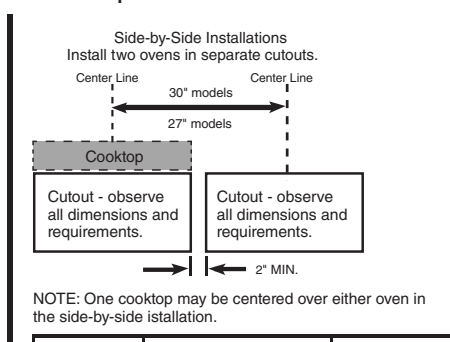 Side-by-Side Installations
Install two ovens in separate cutouts.
Center Line
Center Line
30" models
27" models
Cooktop
Cutout - observe
all dimensions and
requirements.
Cutout - observe
all dimensions and
requirements.
2" MIN.
NOTE: One cooktop may be centered over either oven in
the side-by-side istallation.